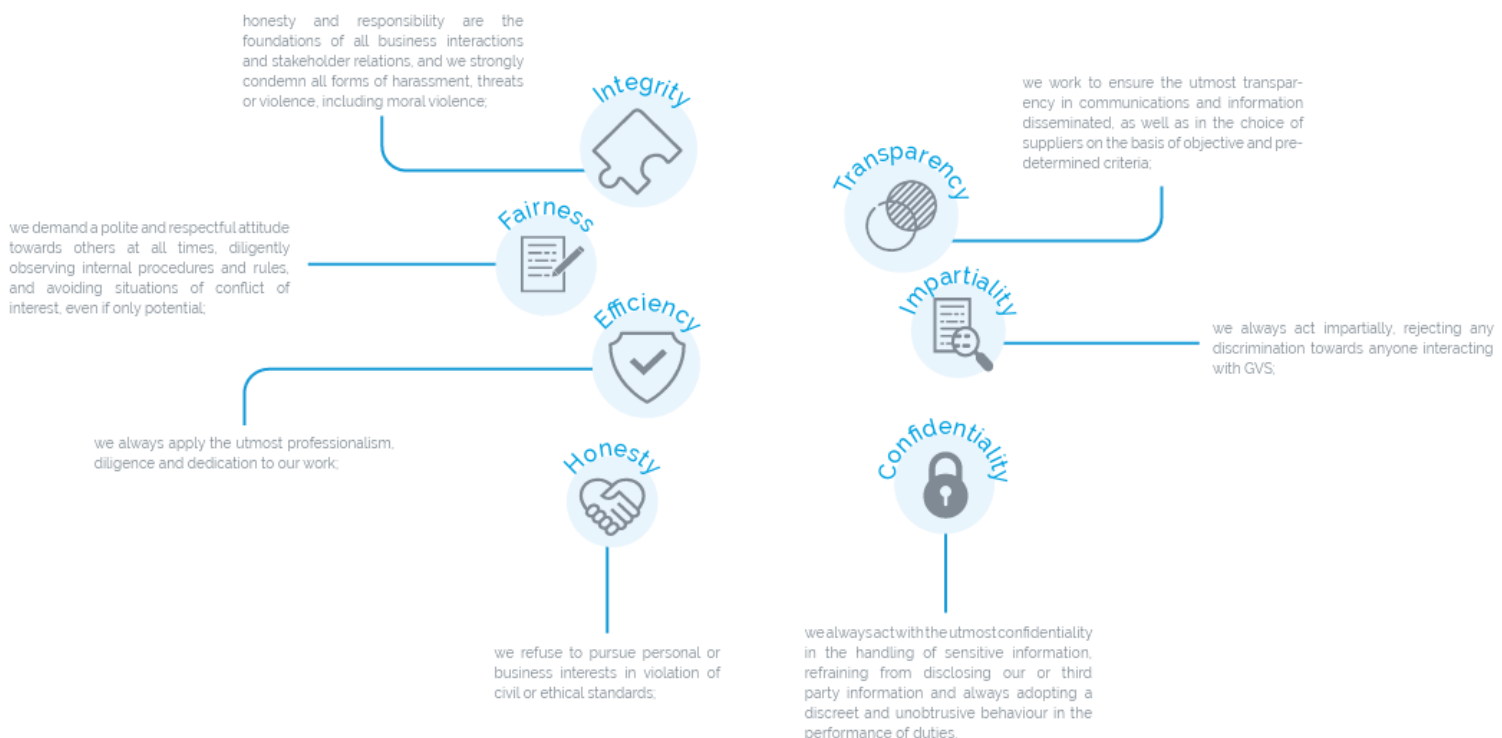 honesty and responsibility are the
foundations of all business interactions
and stakeholder relations, and we strongly
condemn all forms of harassment, threats
or violence, including moral violence;
Integrity
we demand a polite and respectful attitude
towards others at all times, diligently
observing internal procedures and rules,
and avoiding situations of conflict of
interest, even if only potential;
Fairness
Efficiency
we always apply the utmost professionalism,
diligence and dedication to our work;
Honesty
we refuse to pursue personal or
business interests in violation of
civil or ethical standards;
Transparency
we work to ensure the utmost transpar-
ency in communications and information
disseminated, as well as in the choice of
suppliers on the basis of objective and pre-
determined criteria;
Impartiality
we always act impartially, rejecting any
discrimination towards anyone interacting
with GVS;
Confidentiality
we always act with the utmost confidentiality
in the handling of sensitive information,
refraining from disclosing our or third
party information and always adopting a
discreet and unobtrusive behaviour in the
performance of duties.